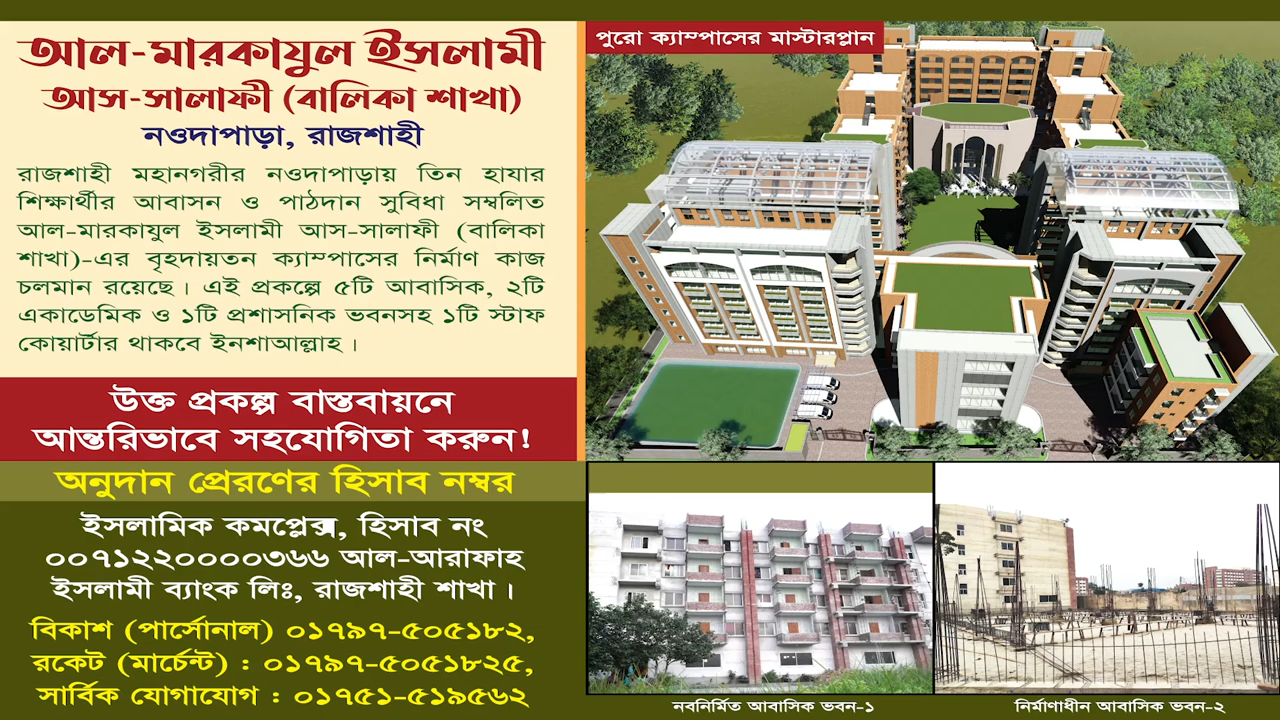 আল-মারকাযুল ইসলামী
আস-সালাফী (বালিকা শাখা)
নওদাপাড়া, রাজশাহী
রাজশাহী মহানগরীর নওদাপাড়ায় তিন হাযার
শিক্ষার্থীর আবাসন ও পাঠদান সুবিধা সম্বলিত
আল-মারকাযুল ইসলামী আস-সালাফী (বালিকা
শাখা)-এর বৃহদায়তন ক্যাম্পাসের নির্মাণ কাজ
চলমান রয়েছে। এই প্রকল্পে ৫টি আবাসিক, ২টি
একাডেমিক ও ১টি প্রশাসনিক ভবনসহ ১টি স্টাফ
কোয়ার্টার থাকবে ইনশাআল্লাহ।
উক্ত প্রকল্প বাস্তবায়নে
আন্তরিভাবে সহযোগিতা করুন!
অনুদান প্রেরণের হিসাব নম্বর
ইসলামিক কমপ্লেক্স, হিসাব নং
০০৭১২২০০০০৩৬৬ আল-আরাফাহ
ইসলামী ব্যাংক লিঃ, রাজশাহী শাখা।
বিকাশ (পার্সোনাল) ০১৭৯৭-৫০৫১৮২,
রকেট (মার্চেন্ট) : ০১৭৯৭-৫০৫১৮২৫,
সার্বিক যোগাযোগ : ০১৭৫১-৫১৯৫৬২
পুরো ক্যাম্পাসের মাস্টারপ্লান
নবনির্মিত আবাসিক ভবন-১
নির্মাণাধীন আবাসিক ভবন-২